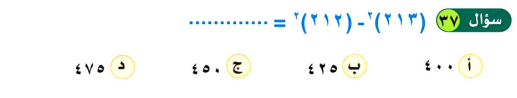 سؤال ٣٧ (٢١٣)٢ - (٢١٢)٢ = .............
أ ٤٠٠ ب ٤٢٥ ج ٤٥٠ د ٤٧٥